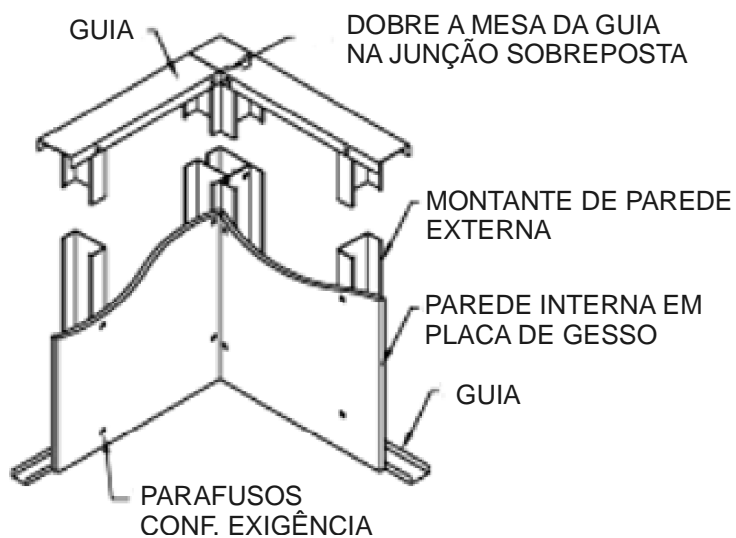 GUIA
DOBRE A MESA DA GUIA
NA JUNÇÃO SOBREPOSTA
MONTANTE DE PAREDE
EXTERNA
PAREDE INTERNA EM
PLACA DE GESSO
GUIA
PARAFUSOS
CONF. EXIGÊNCIA